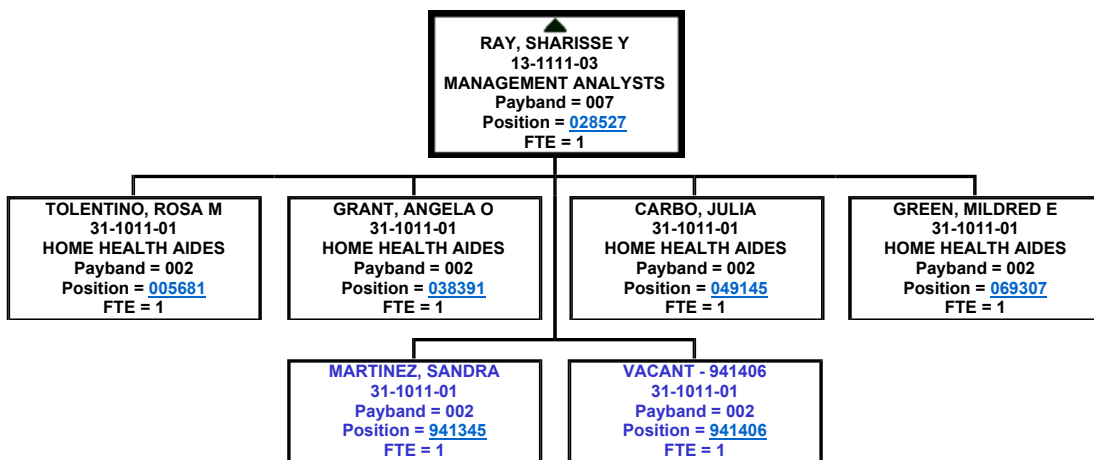 RAY, SHARISSE Y
13-1111-03
MANAGEMENT ANALYSTS
Payband = 007
Position = 028527
FTE = 1
TOLENTINO, ROSA M
31-1011-01
HOME HEALTH AIDES
Payband = 002
Position = 005681
FTE = 1
GRANT, ANGELA O
31-1011-01
HOME HEALTH AIDES
Payband = 002
Position = 038391
FTE = 1
CARBO, JULIA
31-1011-01
HOME HEALTH AIDES
Payband = 002
Position = 049145
FTE = 1
GREEN, MILDRED E
31-1011-01
HOME HEALTH AIDES
Payband = 002
Position = 069307
FTE = 1
MARTINEZ, SANDRA
31-1011-01
Payband = 002
Position = 941345
FTE = 1
VACANT - 941406
31-1011-01
Payband = 002
Position = 941406
FTE = 1